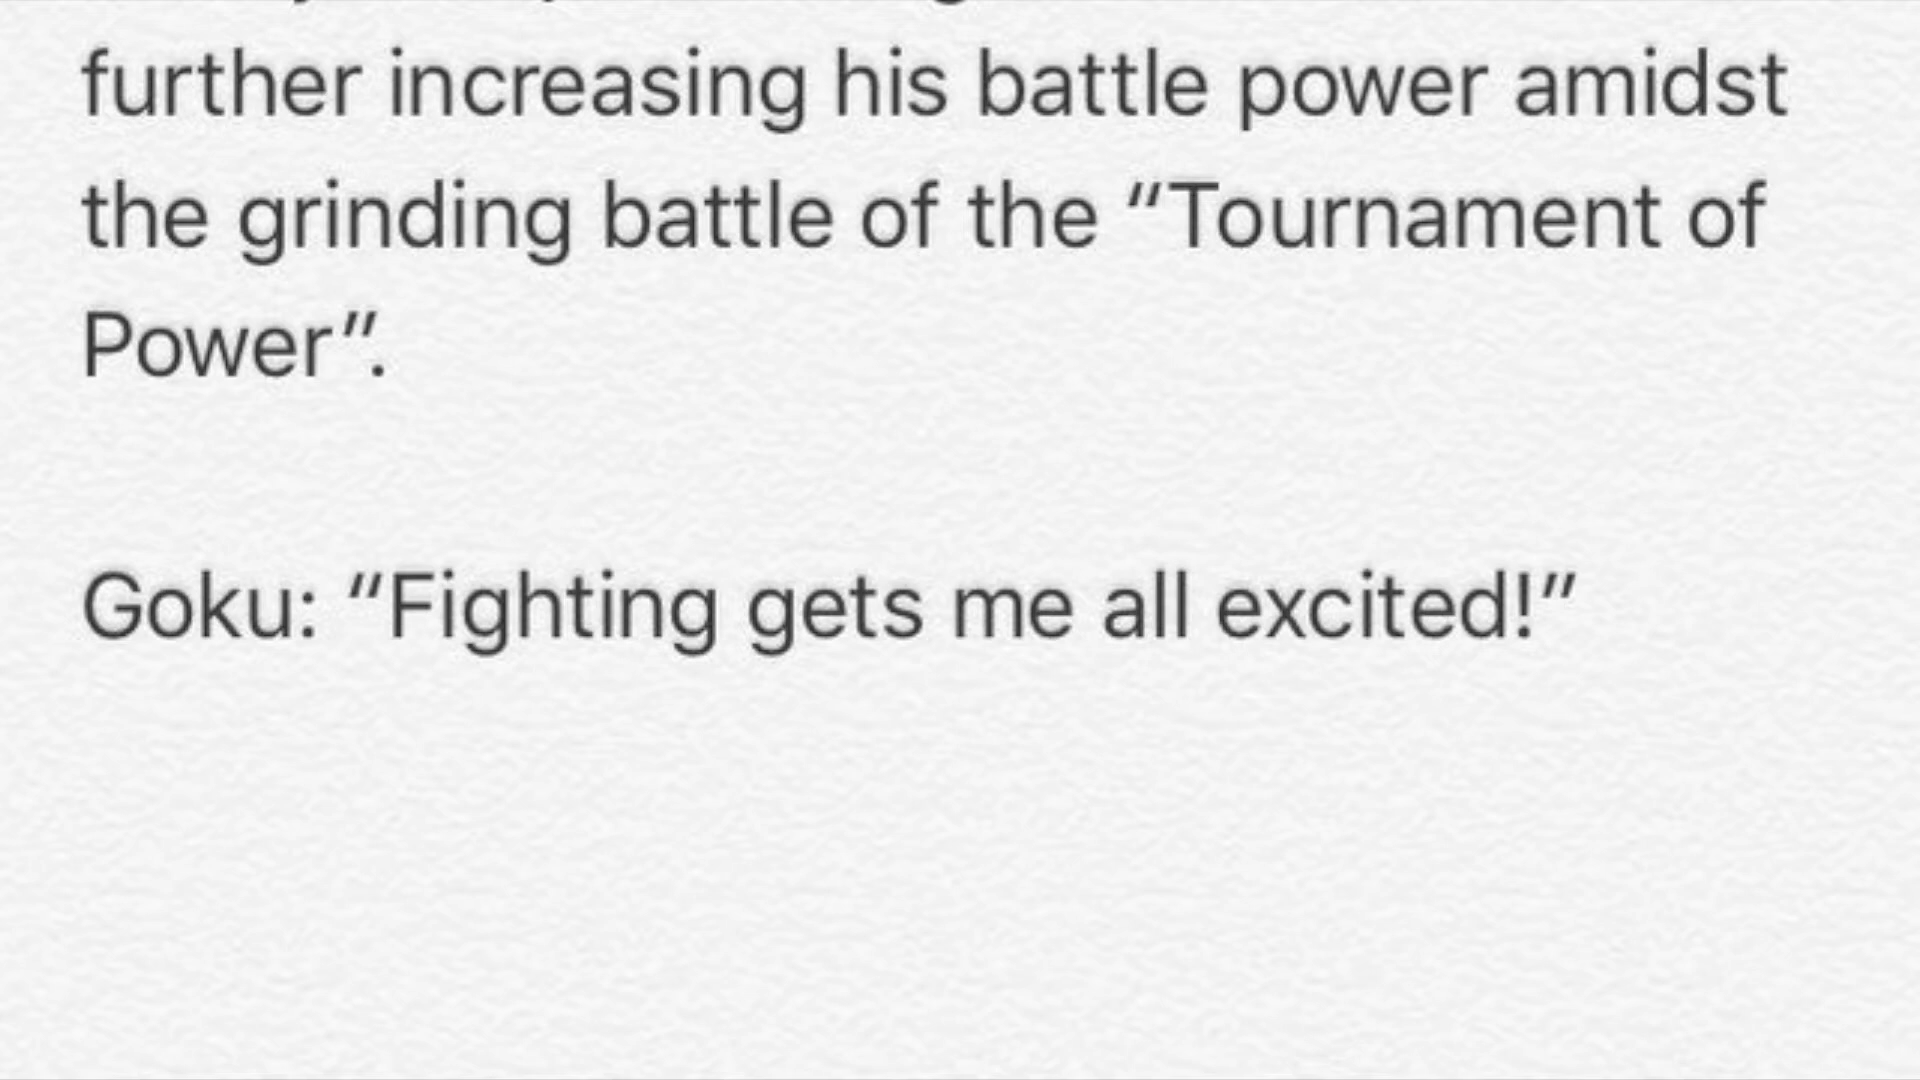 further increasing his battle power amidst
the grinding battle of the “Tournament of
Power”.
Goku: “Fighting gets me all excited!”